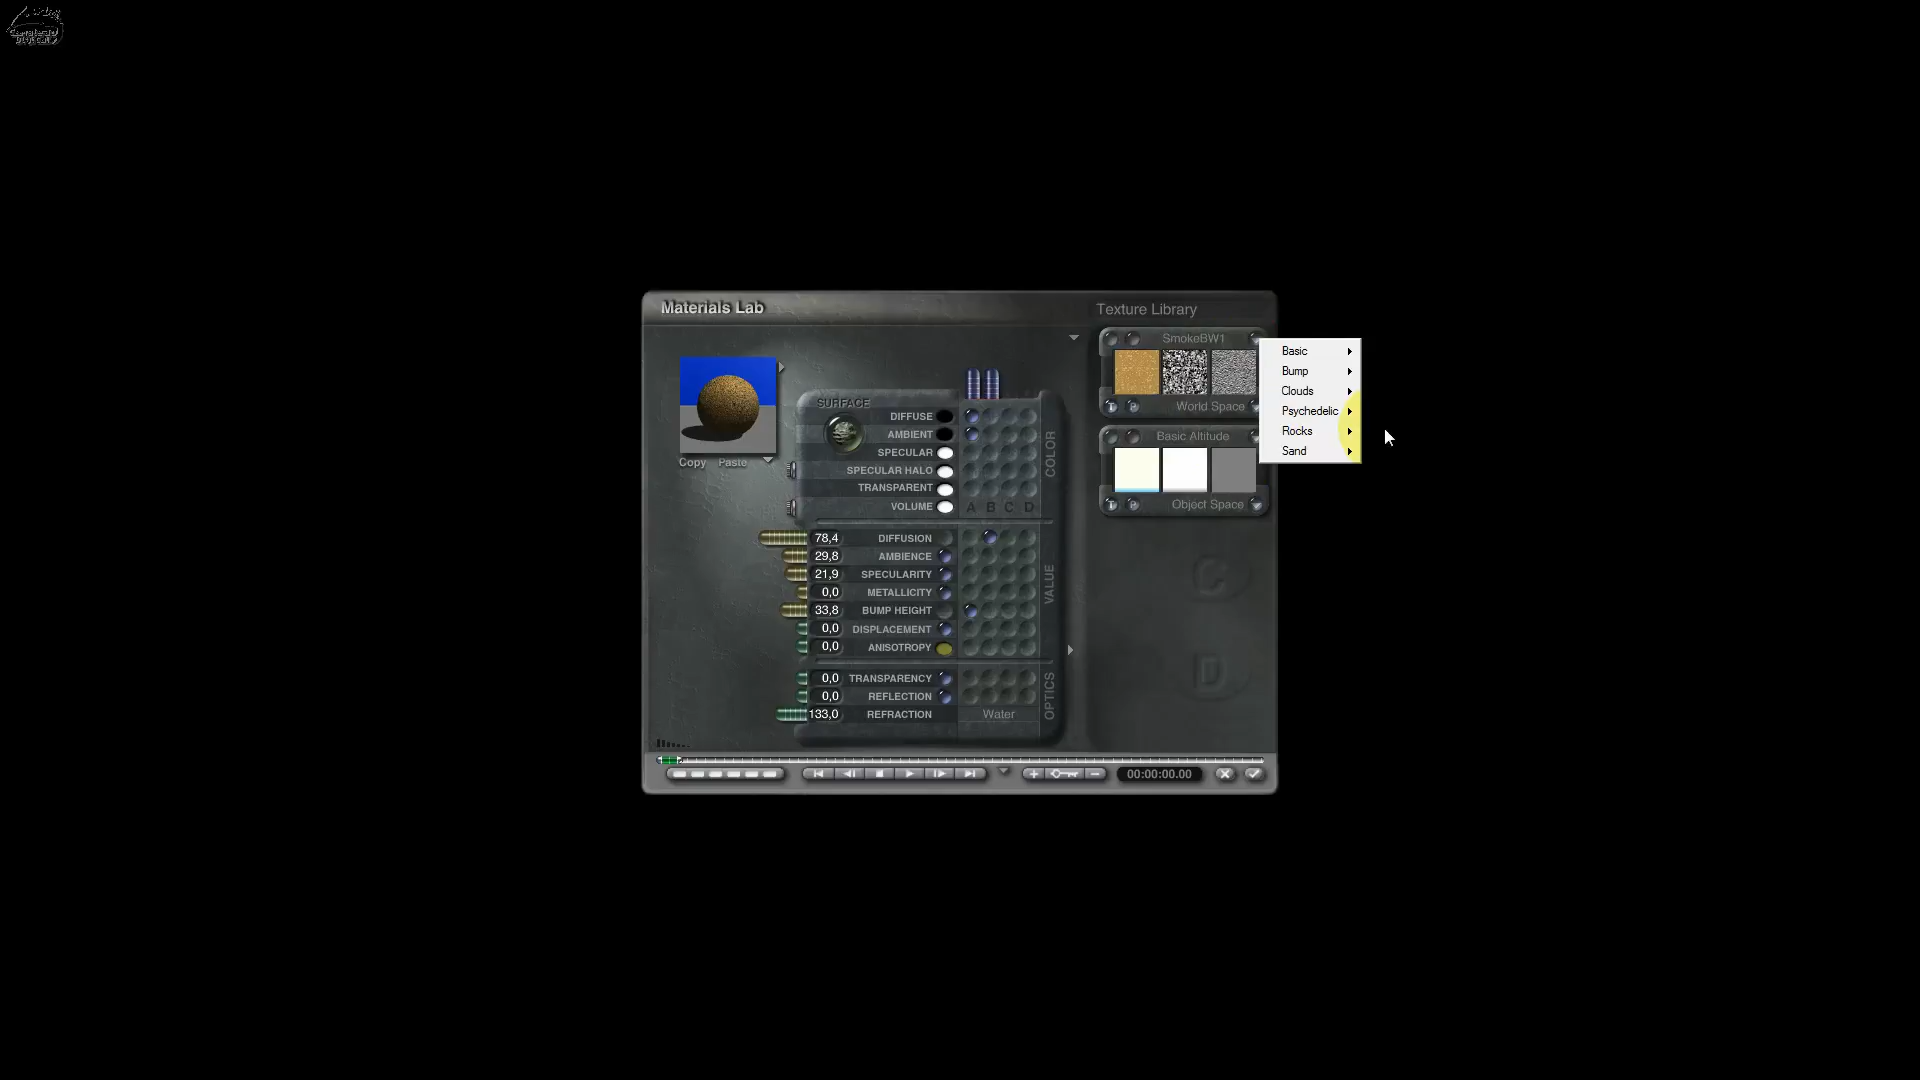 Materials Lab
Texture Library
SmokeBW1
World Space
Basic
Bump
Clouds
Psychedelic
Rocks
Sand
Basic Altitude
Object Space
Copy Paste
SURFACE
DIFFUSE
AMBIENT
SPECULAR
SPECULAR HALO
TRANSPARENT
VOLUME
A B C D
COLOR
78,4 DIFFUSION
29,8 AMBIENCE
21,9 SPECULARITY
0,0 METALLICITY
33,8 BUMP HEIGHT
0,0 DISPLACEMENT
0,0 ANISOTROPY
VALUE
0,0 TRANSPARENCY
0,0 REFLECTION
133,0 REFRACTION
Water
OPTICS
C
D
00:00:00.00